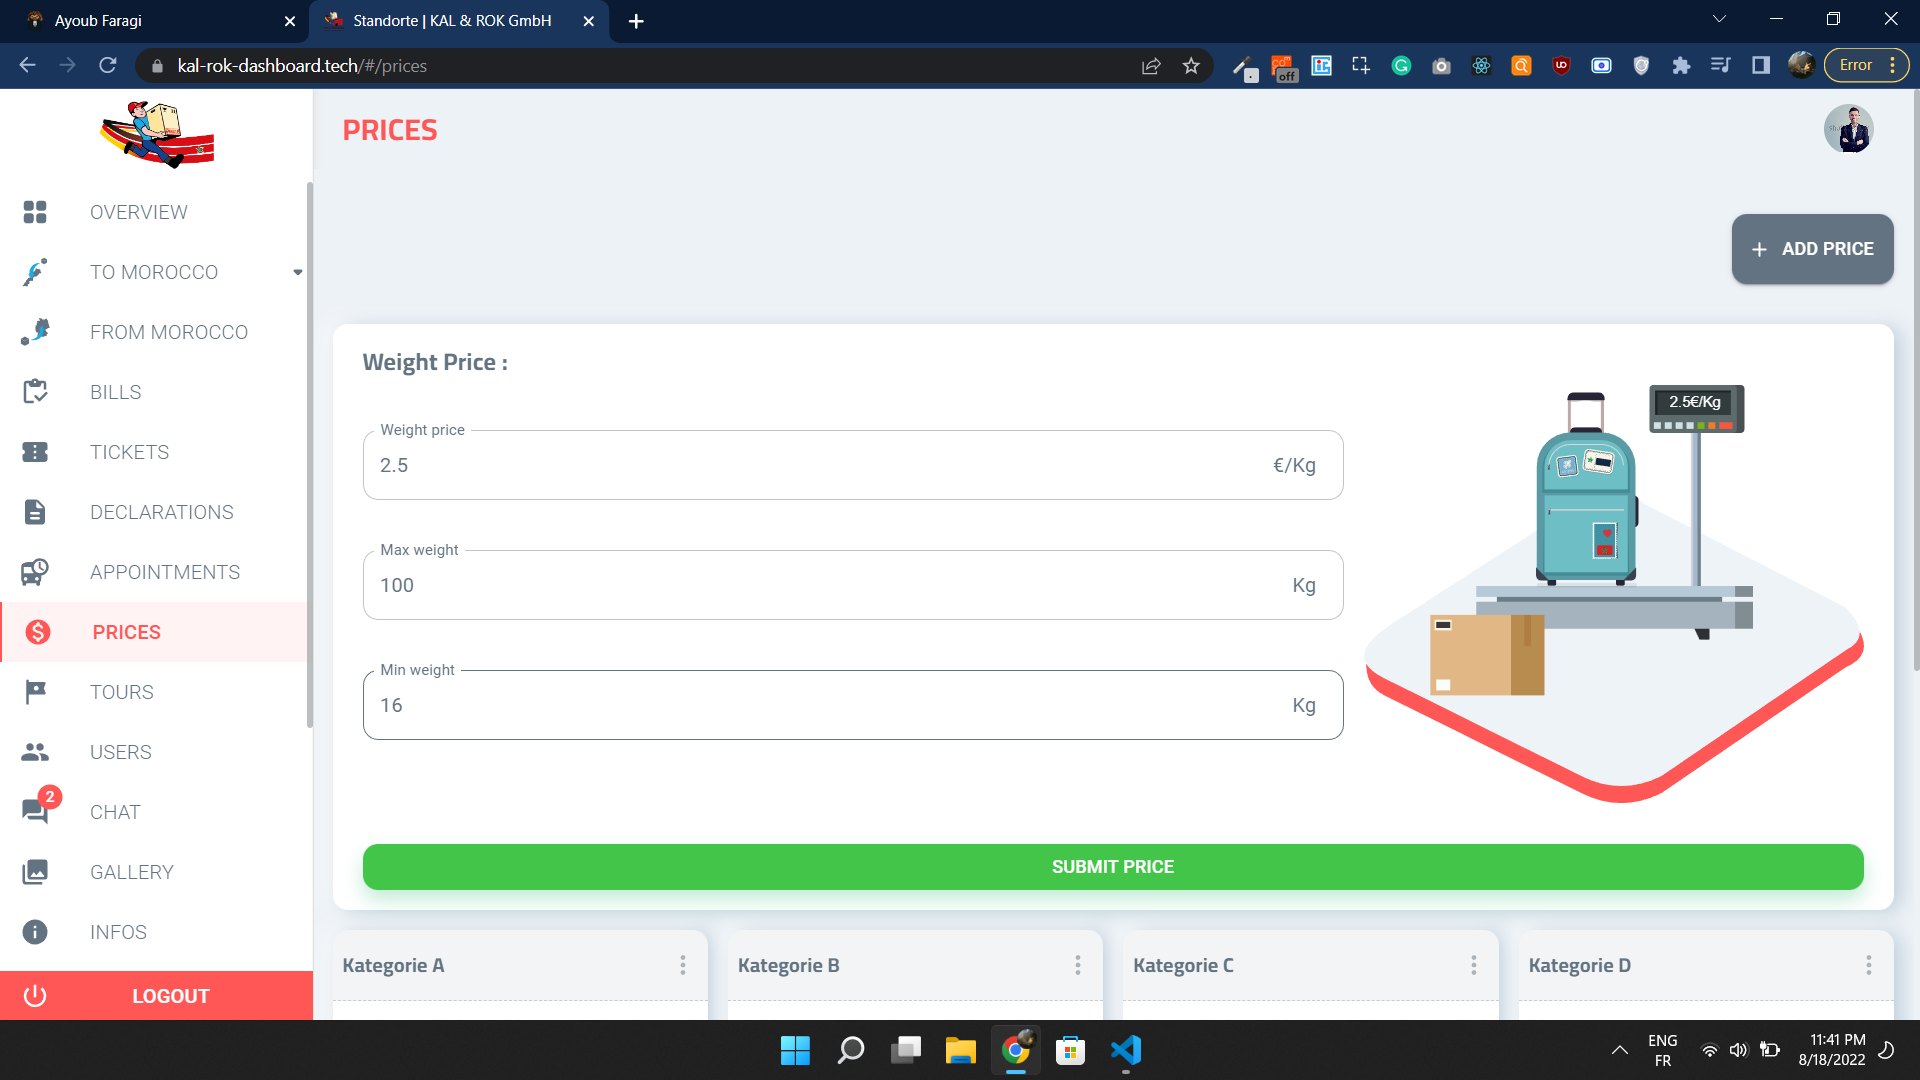 Ayoub Faragi
Standorte | KAL & ROK GmbH
kal-rok-dashboard.tech/#/prices
off
Error
PRICES
OVERVIEW
TO MOROCCO
FROM MOROCCO
BILLS
TICKETS
DECLARATIONS
APPOINTMENTS
PRICES
TOURS
USERS
2
CHAT
GALLERY
INFOS
LOGOUT
+ ADD PRICE
Weight Price :
Weight price
2.5 €/Kg
Max weight
100 Kg
Min weight
16 Kg
2.5€/Kg
SUBMIT PRICE
Kategorie A
Kategorie B
Kategorie C
Kategorie D
ENG
FR
11:41 PM
8/18/2022